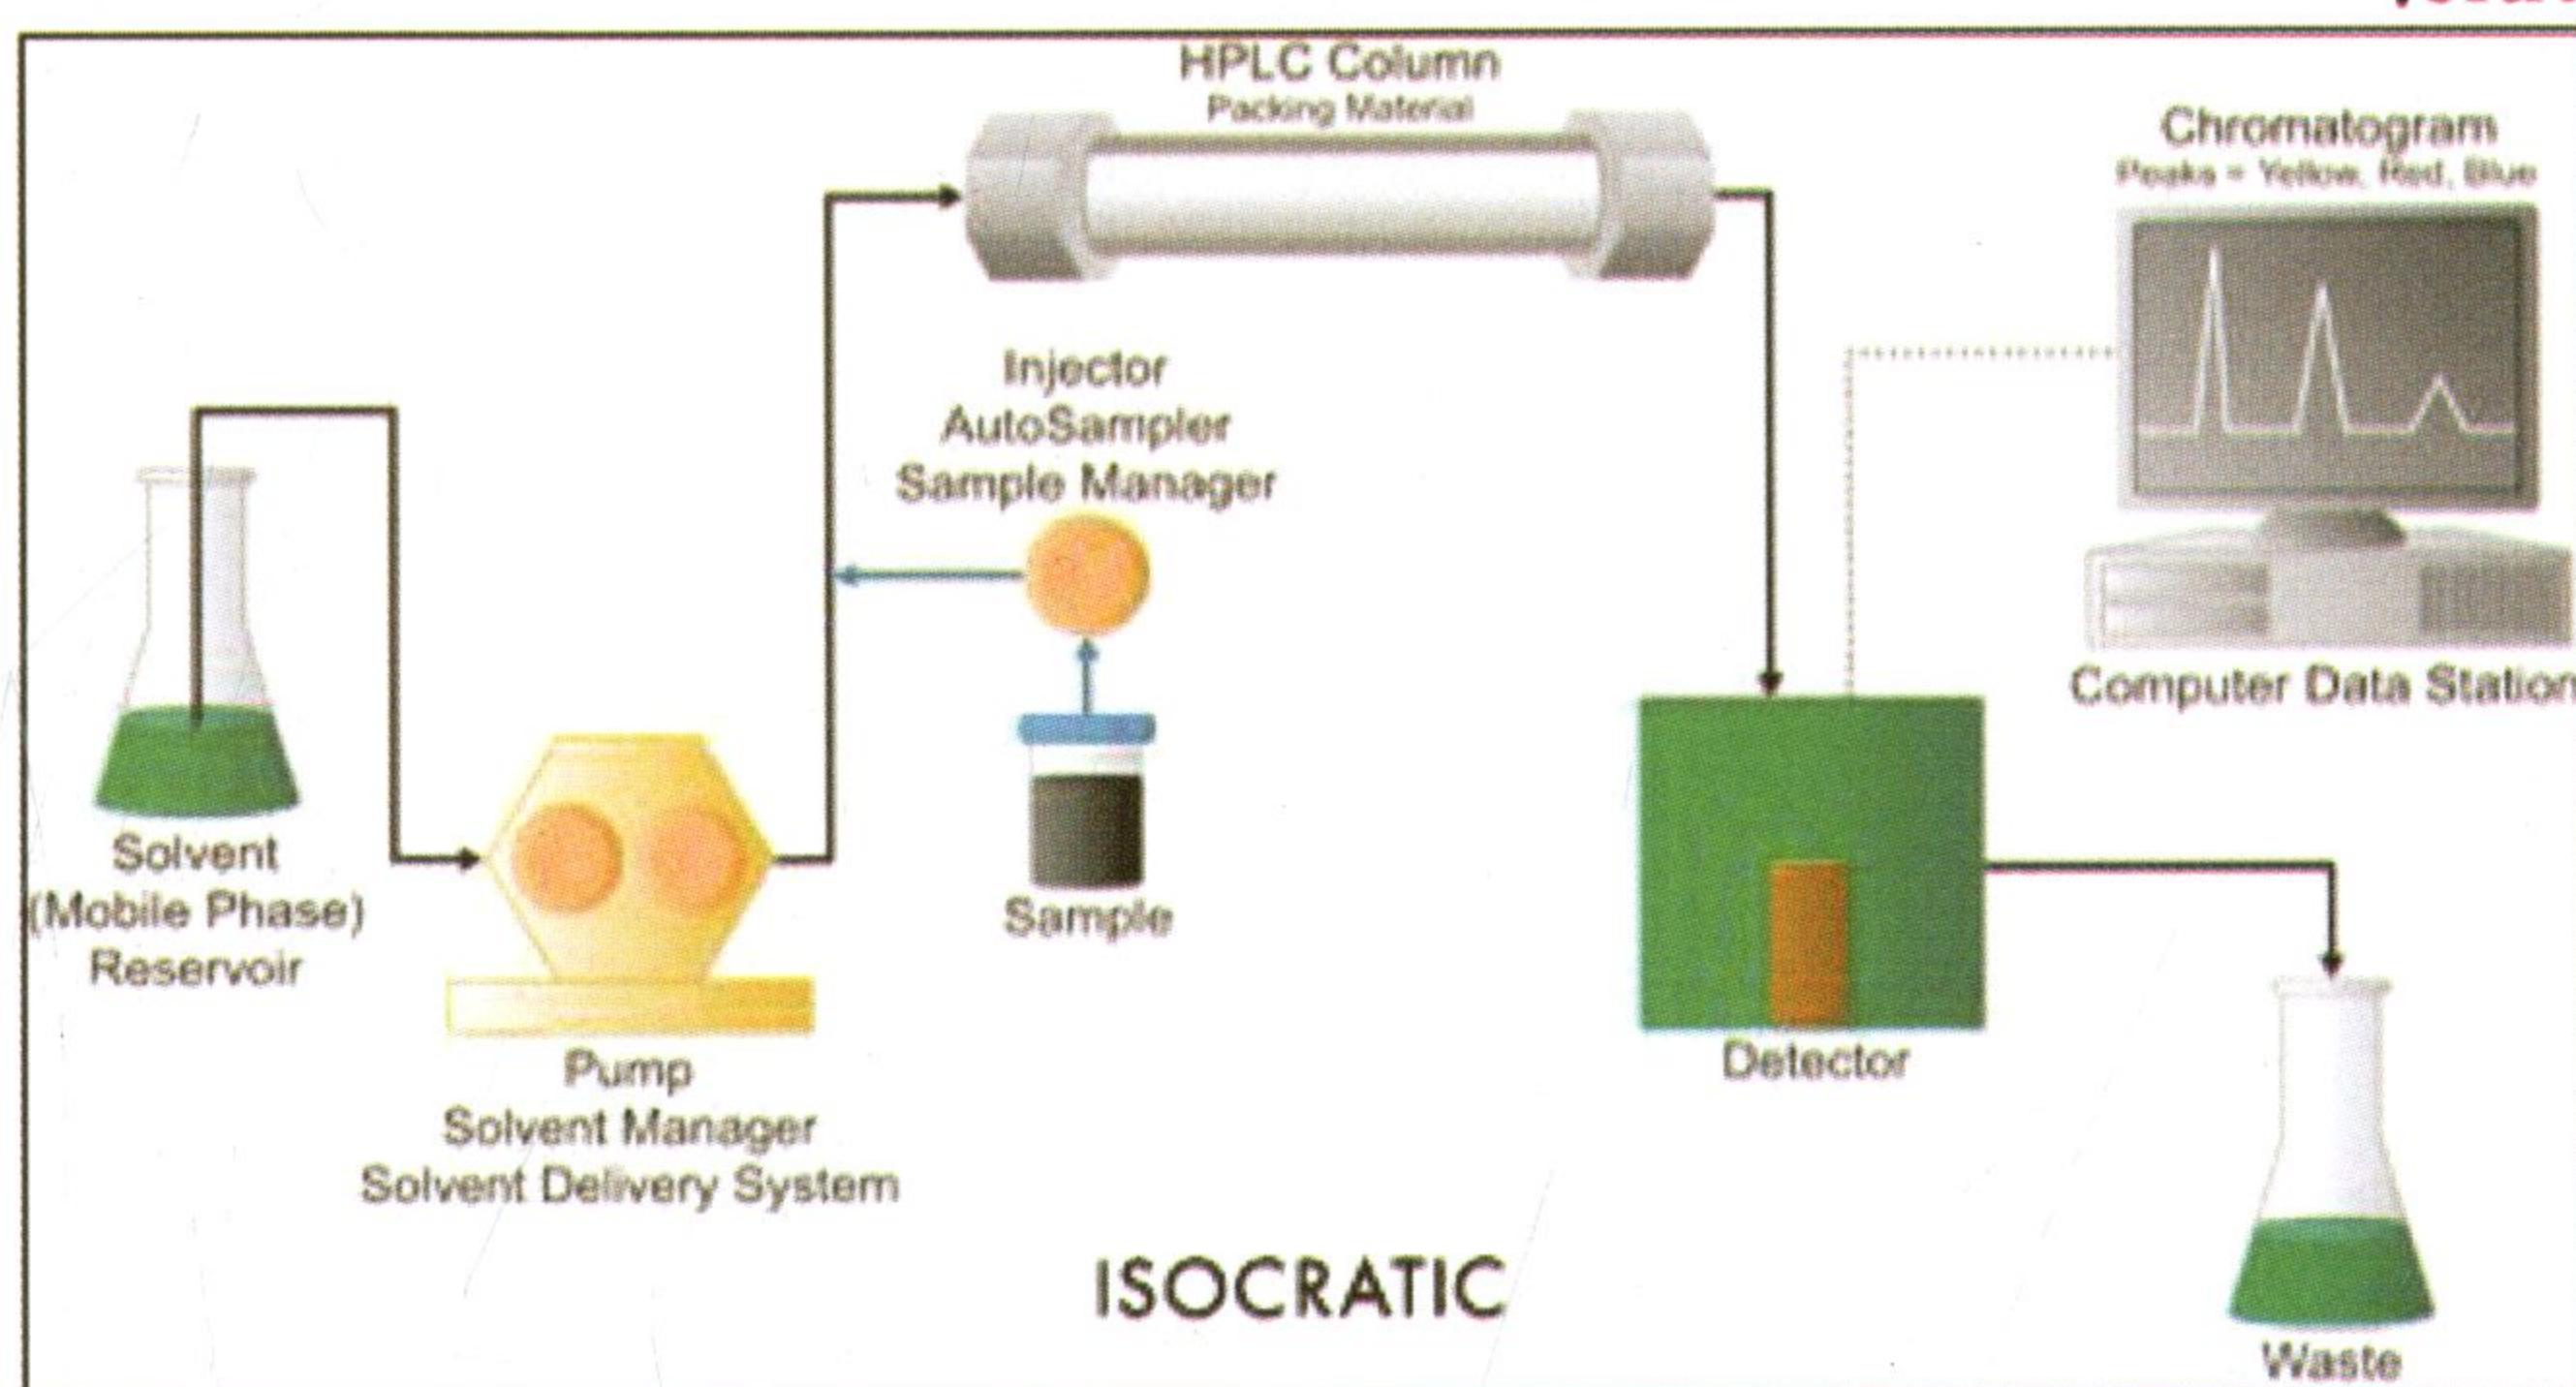 HPLC Column
Packing Material
Chromatogram
Peaks = Yellow, Red, Blue
Injector
AutoSampler
Sample Manager
Computer Data Station
Solvent
(Mobile Phase)
Reservoir
Sample
Pump
Solvent Manager
Solvent Delivery System
Detector
ISOCRATIC
Waste